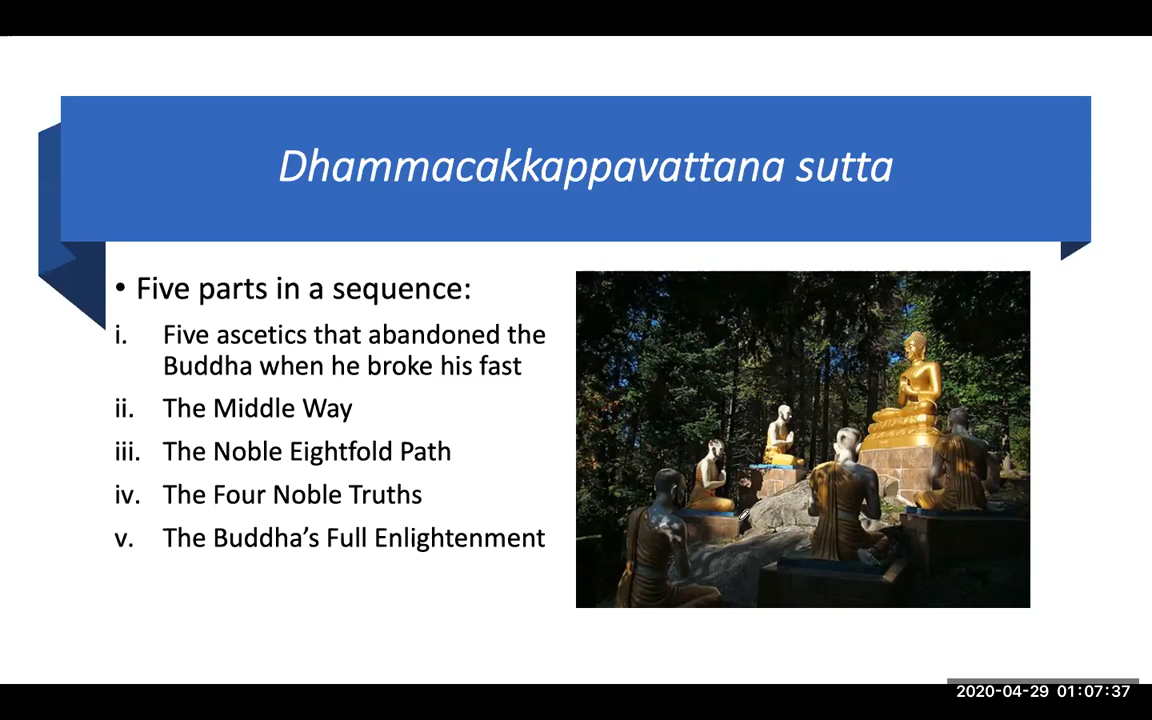 Dhammacakkappavattana sutta
• Five parts in a sequence:
i. Five ascetics that abandoned the
Buddha when he broke his fast
ii. The Middle Way
iii. The Noble Eightfold Path
iv. The Four Noble Truths
v. The Buddha’s Full Enlightenment
2020-04-29 01:07:37